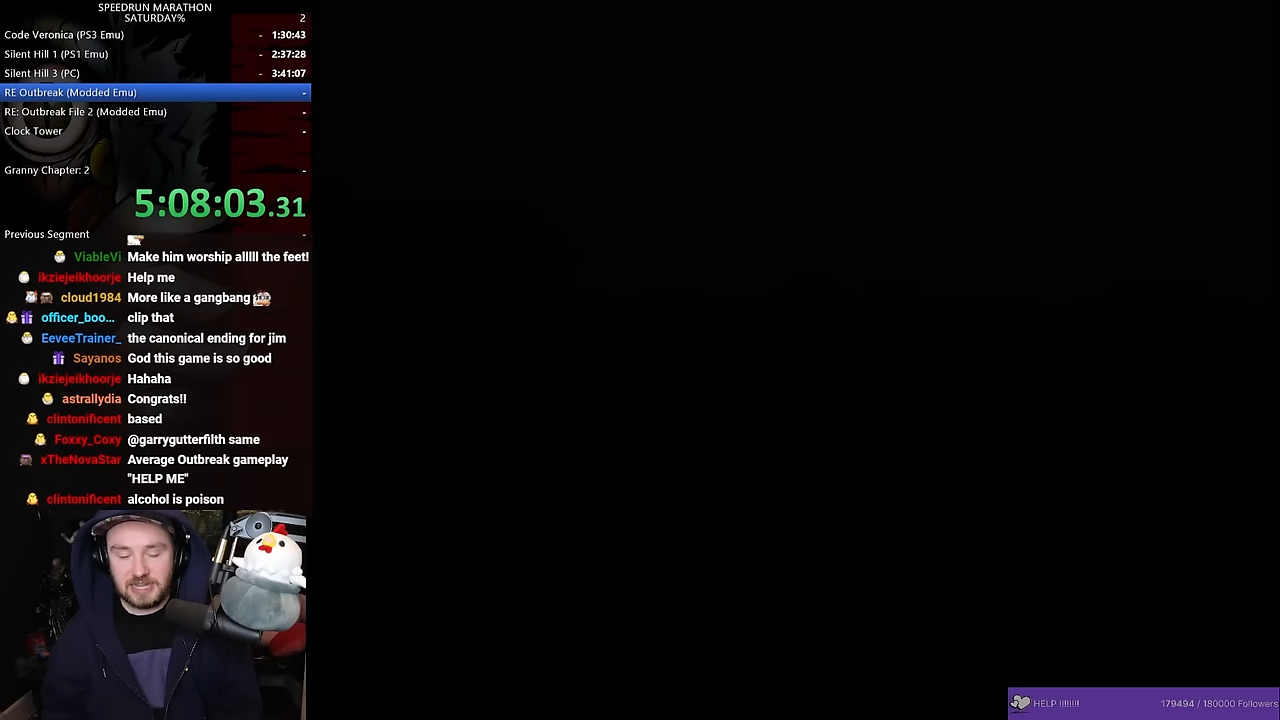 SPEEDRUN MARATHON
SATURDAY%
2
Code Veronica (PS3 Emu) - 1:30:43
Silent Hill 1 (PS1 Emu) - 2:37:28
Silent Hill 3 (PC) - 3:41:07
RE Outbreak (Modded Emu) -
RE: Outbreak File 2 (Modded Emu) -
Clock Tower -
Granny Chapter: 2 -
5:08:03.31
Previous Segment -
ViableVi Make him worship alllll the feet!
ikziejeikhoorje Help me
cloud1984 More like a gangbang
officer_boo... clip that
EeveeTrainer_ the canonical ending for jim
Sayanos God this game is so good
ikziejeikhoorje Hahaha
astrallydia Congrats!!
clintonificent based
Foxxy_Coxy @garrygutterfilth same
xTheNovaStar Average Outbreak gameplay
"HELP ME"
clintonificent alcohol is poison
HELP !!!!!!! 179494 / 180000 Followers